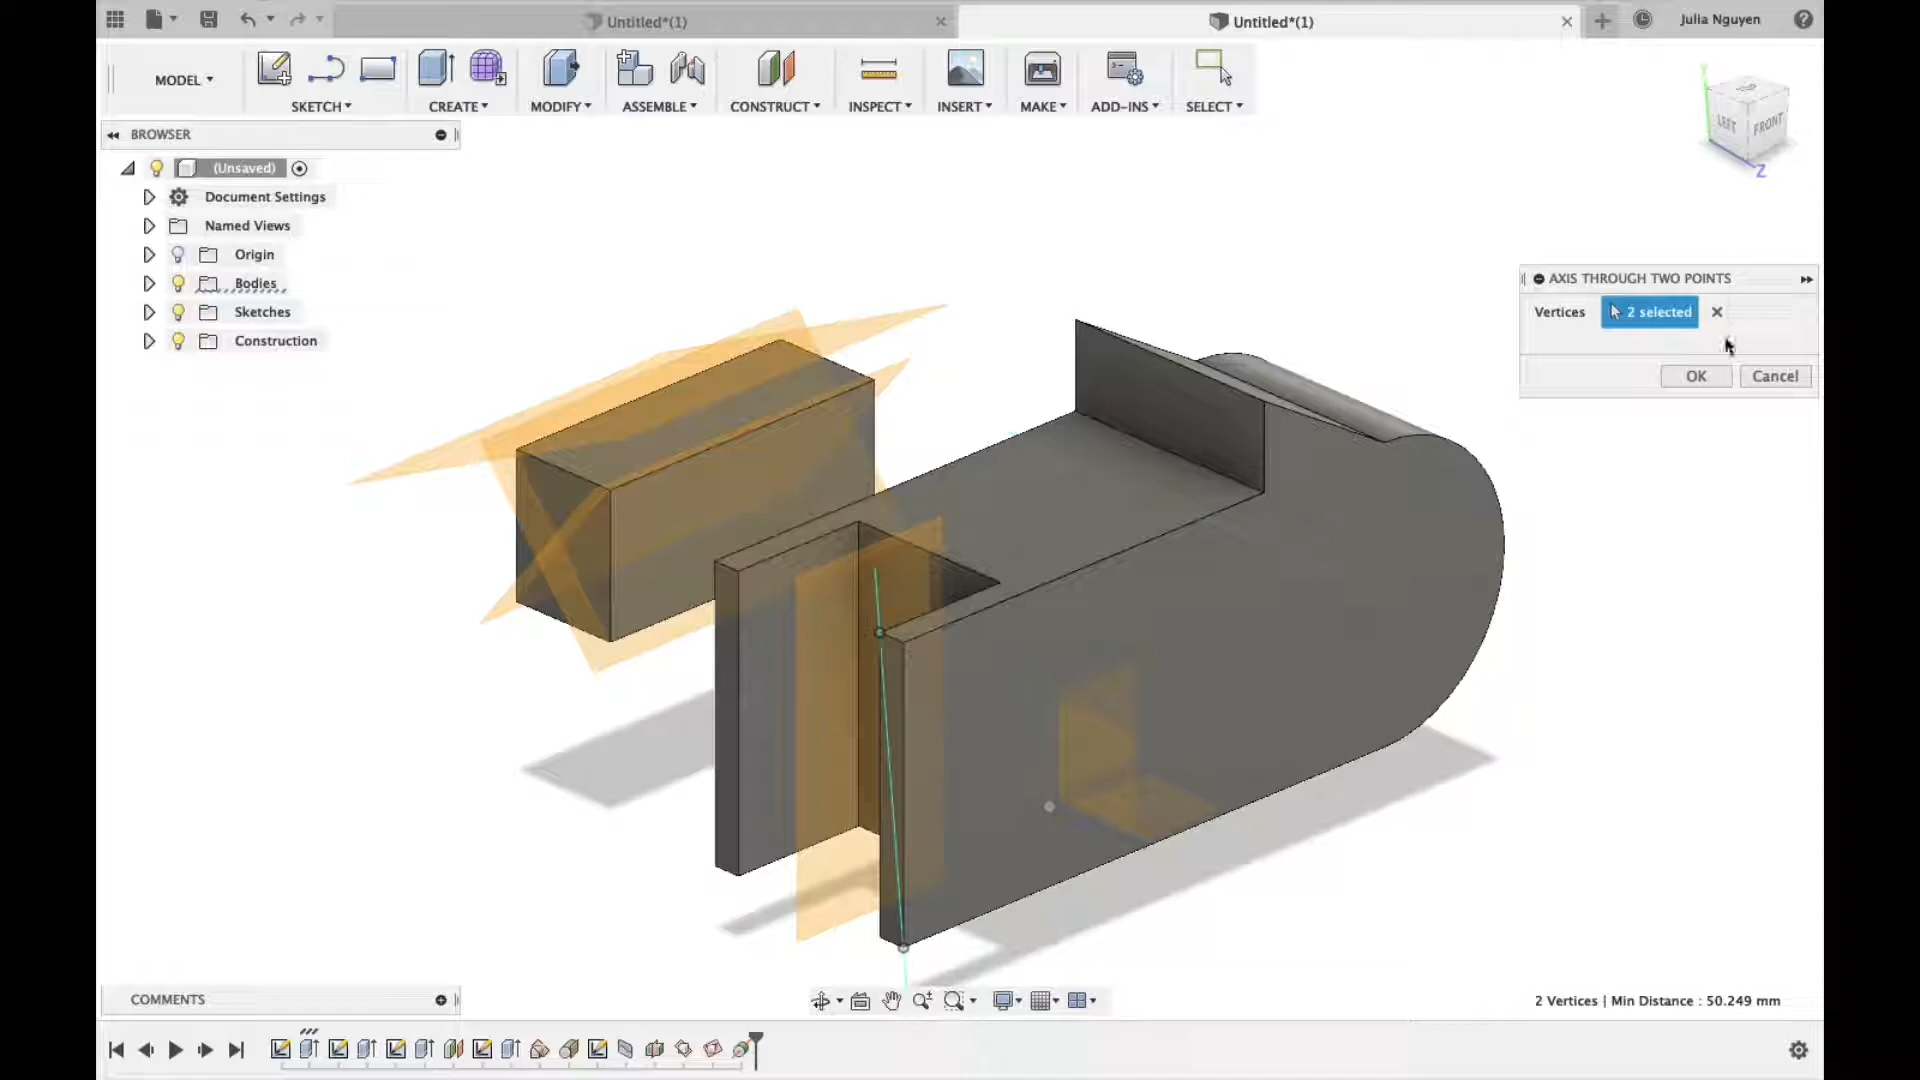 Untitled*(1)
Untitled*(1)
Julia Nguyen
MODEL
SKETCH
CREATE
MODIFY
ASSEMBLE
CONSTRUCT
INSPECT
INSERT
MAKE
ADD-INS
SELECT
LEFT
FRONT
Z
BROWSER
(Unsaved)
Document Settings
Named Views
Origin
Bodies
Sketches
Construction
AXIS THROUGH TWO POINTS
Vertices
2 selected
OK
Cancel
COMMENTS
2 Vertices | Min Distance : 50.249 mm